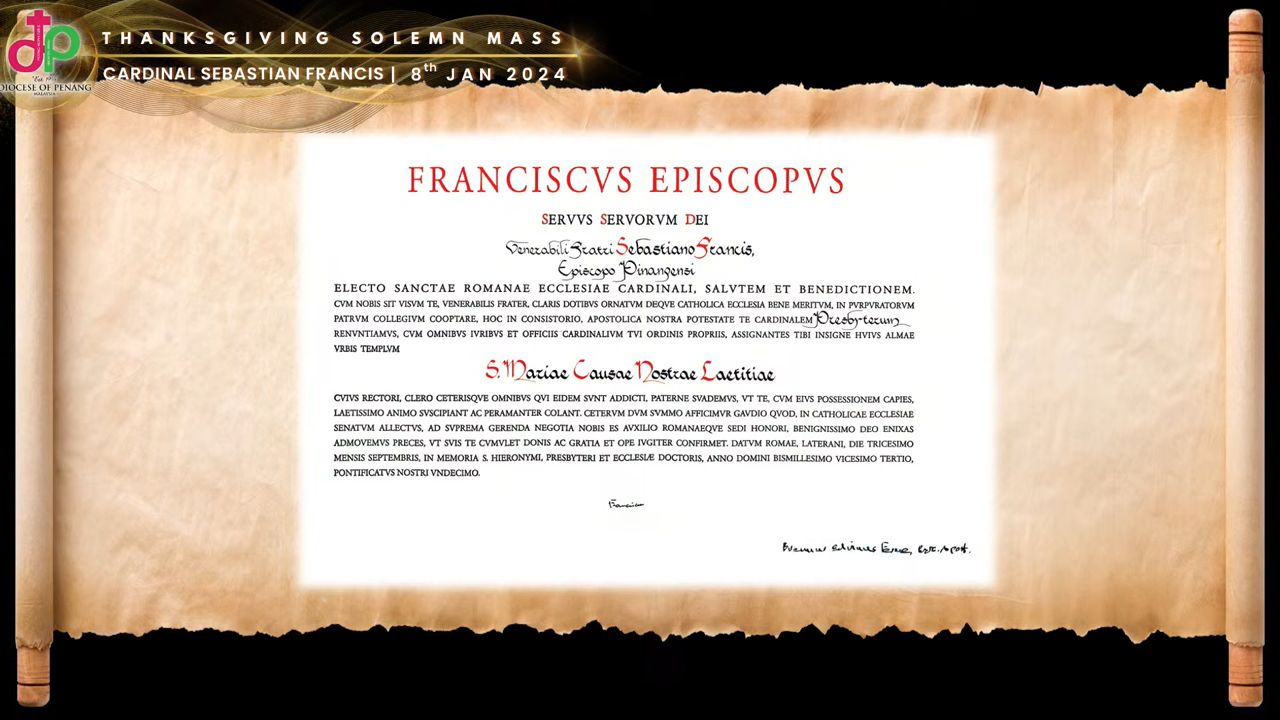 THANKSGIVING SOLEMN MASS
CARDINAL SEBASTIAN FRANCIS | 8th JAN 2024
DIOCESE OF PENANG
MALAYSIA
FRANCISCVS EPISCOPVS
SERVVS SERVORVM DEI
Venerabili Fratri Sebastiano Francis,
Episcopo Pinangensi
ELECTO SANCTAE ROMANAE ECCLESIAE CARDINALI, SALVTEM ET BENEDICTIONEM.
CVM NOBIS SIT VISVM TE, VENERABILIS FRATER, CLARIS DOTIBVS ORNATVM DEQVE CATHOLICA ECCLESIA BENE MERITVM, IN PVRPVRATORVM
PATRVM COLLEGIVM COOPTARE, HOC IN CONSISTORIO, APOSTOLICA NOSTRA POTESTATE TE CARDINALEM Presbyterum
RENVNTIAMVS, CVM OMNIBVS IVRIBVS ET OFFICIIS CARDINALIVM TVI ORDINIS PROPRIIS, ASSIGNANTES TIBI INSIGNE HVIVS ALMAE
VRBIS TEMPLVM
S. Mariae Causae Nostrae Laetitiae
CVIVS RECTORI, CLERO CETERISQVE OMNIBVS QVI EIDEM SVNT ADDICTI, PATERNE SVADEMVS, VT TE, CVM EIVS POSSESSIONEM CAPIES,
LAETISSIMO ANIMO SVSCIPIANT AC PERAMANTER COLANT. CETERVM DVM SVMMO AFFICIMVR GAVDIO QVOD, IN CATHOLICAE ECCLESIAE
SENATVM ALLECTVS, AD SVPREMA GERENDA NEGOTIA NOBIS ES AVXILIO ROMANAEQVE SEDI HONORI, BENIGNISSIMO DEO ENIXAS
ADMOVEMVS PRECES, VT SVIS TE CVMVLET DONIS AC GRATIA ET OPE IVGITER CONFIRMET. DATVM ROMAE, LATERANI, DIE TRICESIMO
MENSIS SEPTEMBRIS, IN MEMORIA S. HIERONYMI, PRESBYTERI ET ECCLESIÆ DOCTORIS, ANNO DOMINI BISMILLESIMO VICESIMO TERTIO,
PONTIFICATVS NOSTRI VNDECIMO.